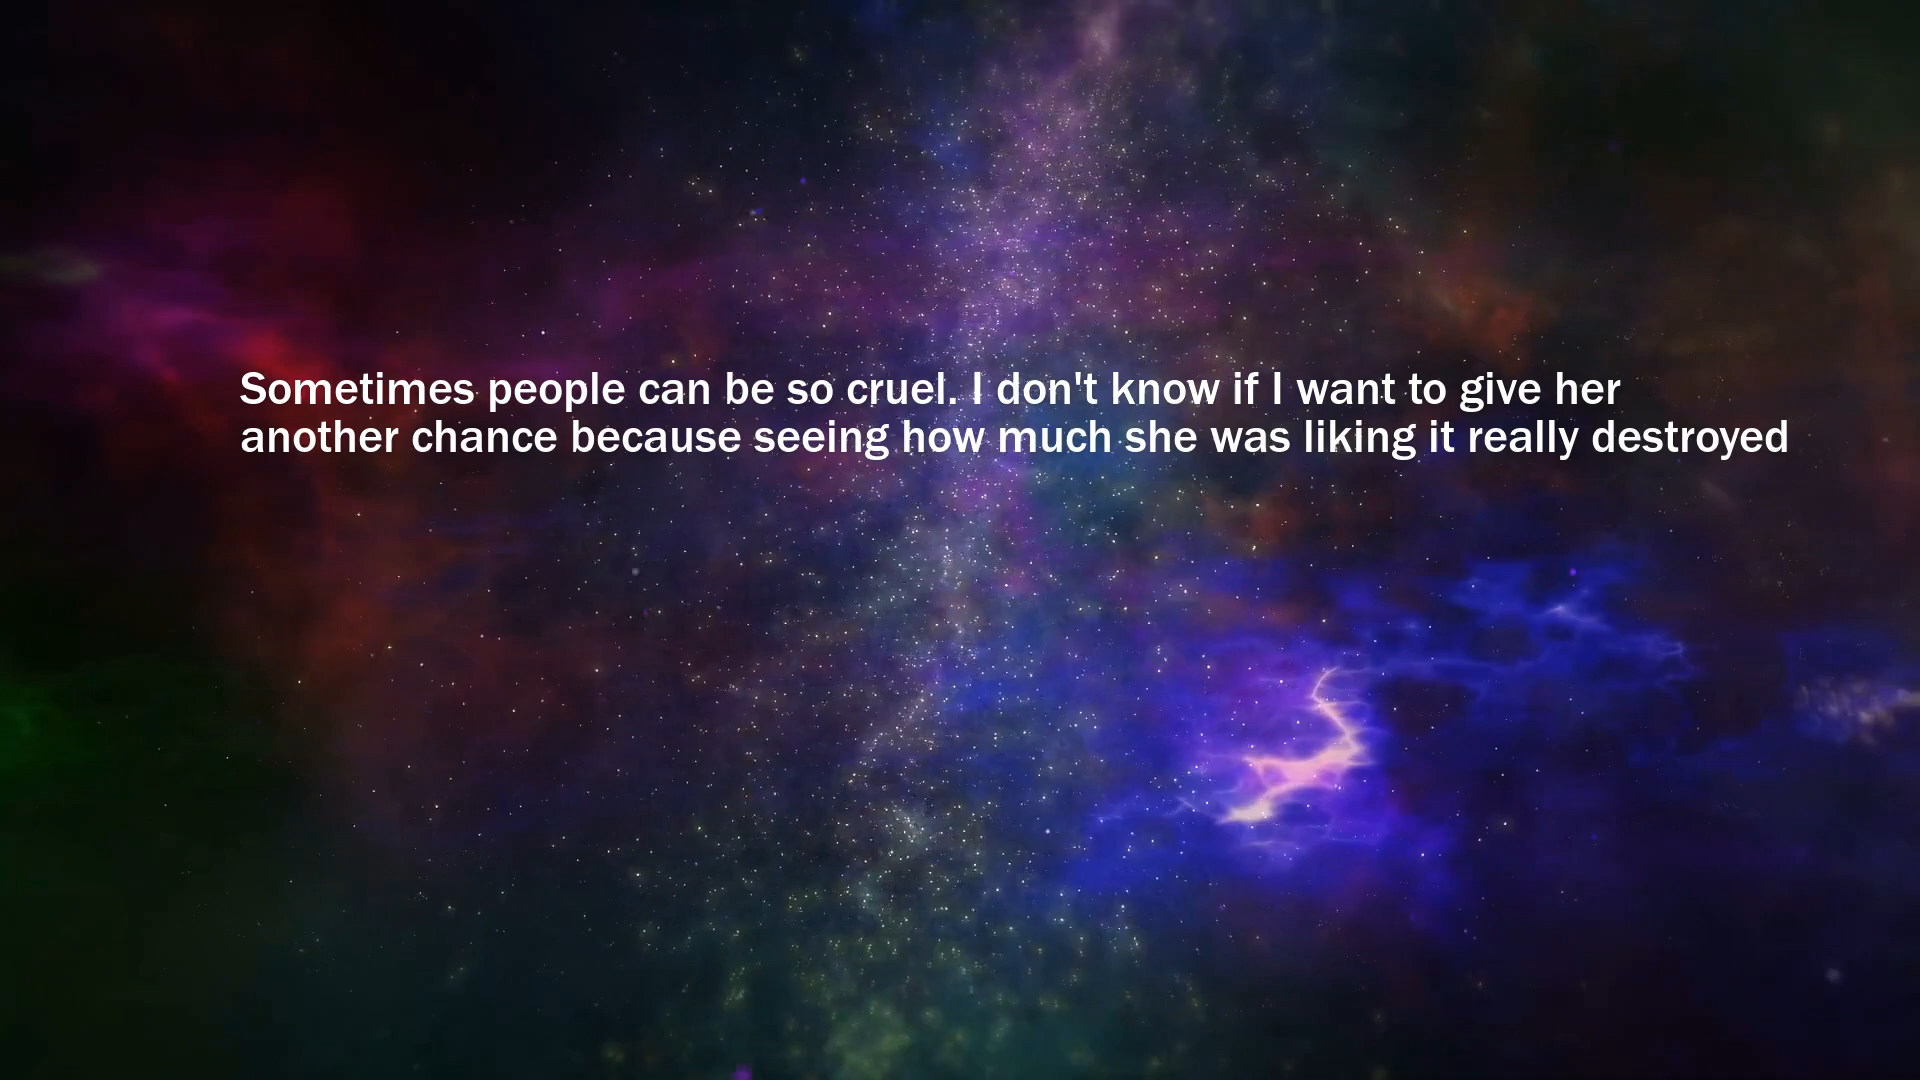 Sometimes people can be so cruel. I don't know if I want to give her
another chance because seeing how much she was liking it really destroyed